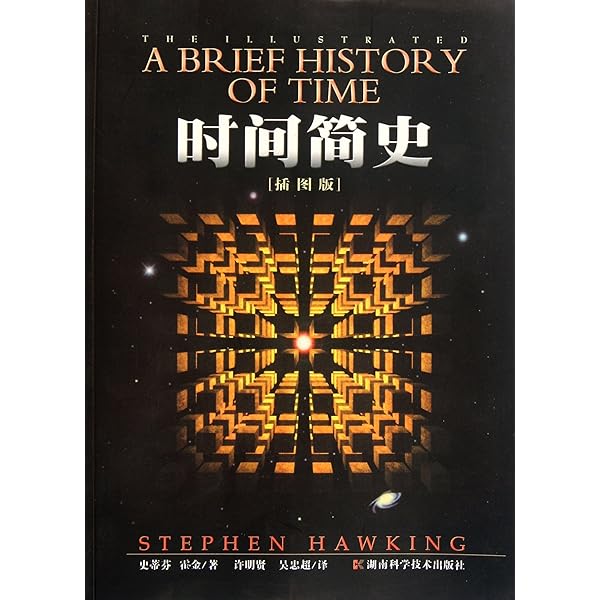 THE ILLUSTRATED
A BRIEF HISTORY
OF TIME
时间简史
[插图版]
STEPHEN HAWKING
史蒂芬 霍金/著 许明贤 吴忠超/译 湖南科学技术出版社